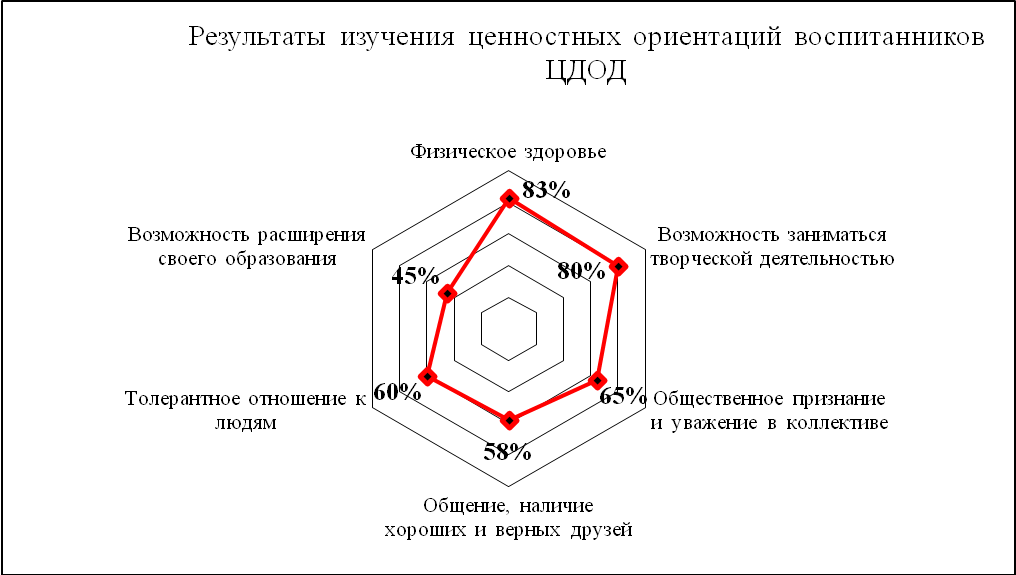 Результаты изучения ценностных ориентаций воспитанников
ЦДОД
Физическое здоровье
83%
Возможность заниматься
творческой деятельностью
80%
65%
Общественное признание
и уважение в коллективе
58%
Общение, наличие
хороших и верных друзей
60%
Толерантное отношение к
людям
45%
Возможность расширения
своего образования